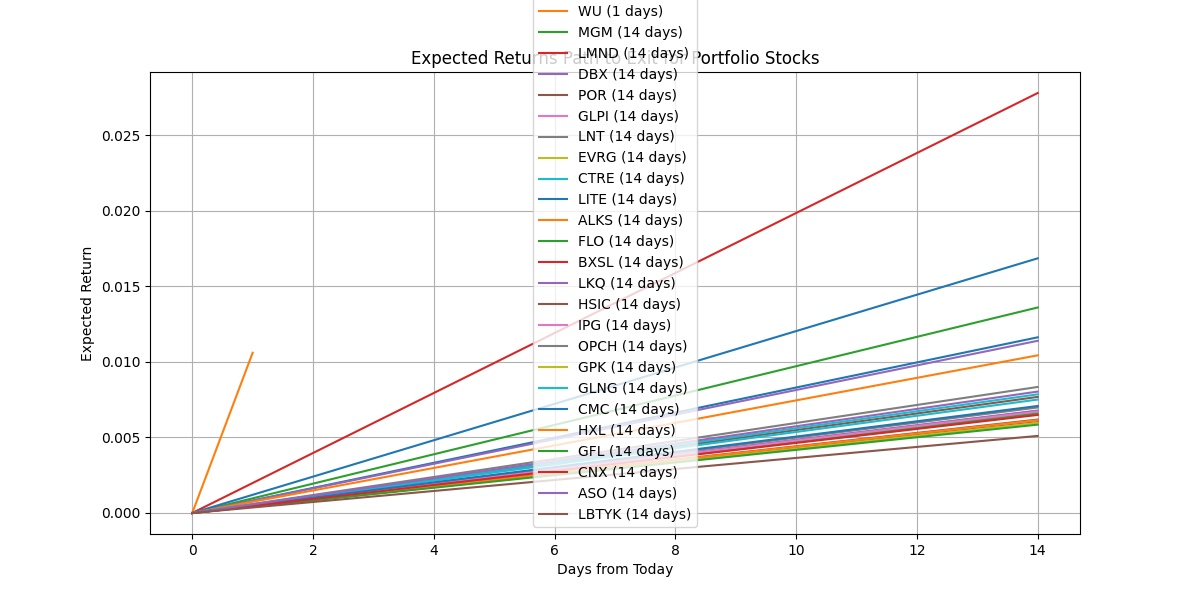 WU (1 days)
MGM (14 days)
LMND (14 days)
Expected Returns Path to Exit for Portfolio Stocks
DBX (14 days)
POR (14 days)
GLPI (14 days)
LNT (14 days)
EVRG (14 days)
CTRE (14 days)
LITE (14 days)
ALKS (14 days)
FLO (14 days)
BXSL (14 days)
LKQ (14 days)
HSIC (14 days)
IPG (14 days)
OPCH (14 days)
GPK (14 days)
GLNG (14 days)
CMC (14 days)
HXL (14 days)
GFL (14 days)
CNX (14 days)
ASO (14 days)
LBTYK (14 days)
Expected Return
0.025
0.020
0.015
0.010
0.005
0.000
0 2 4 6 8 10 12 14
Days from Today